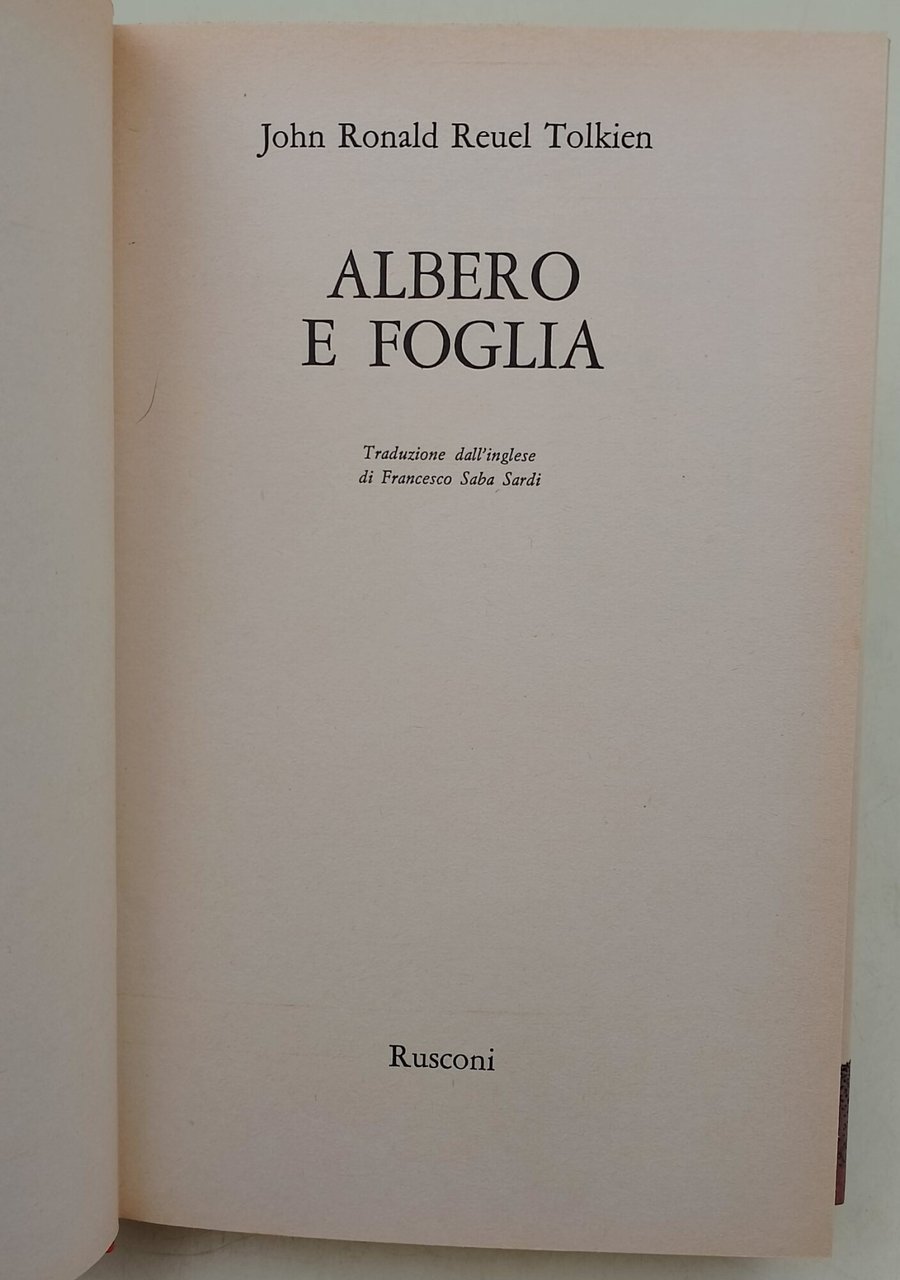 John Ronald Reuel Tolkien
ALBERO
E FOGLIA
Traduzione dall'inglese
di Francesco Saba Sardi
Rusconi